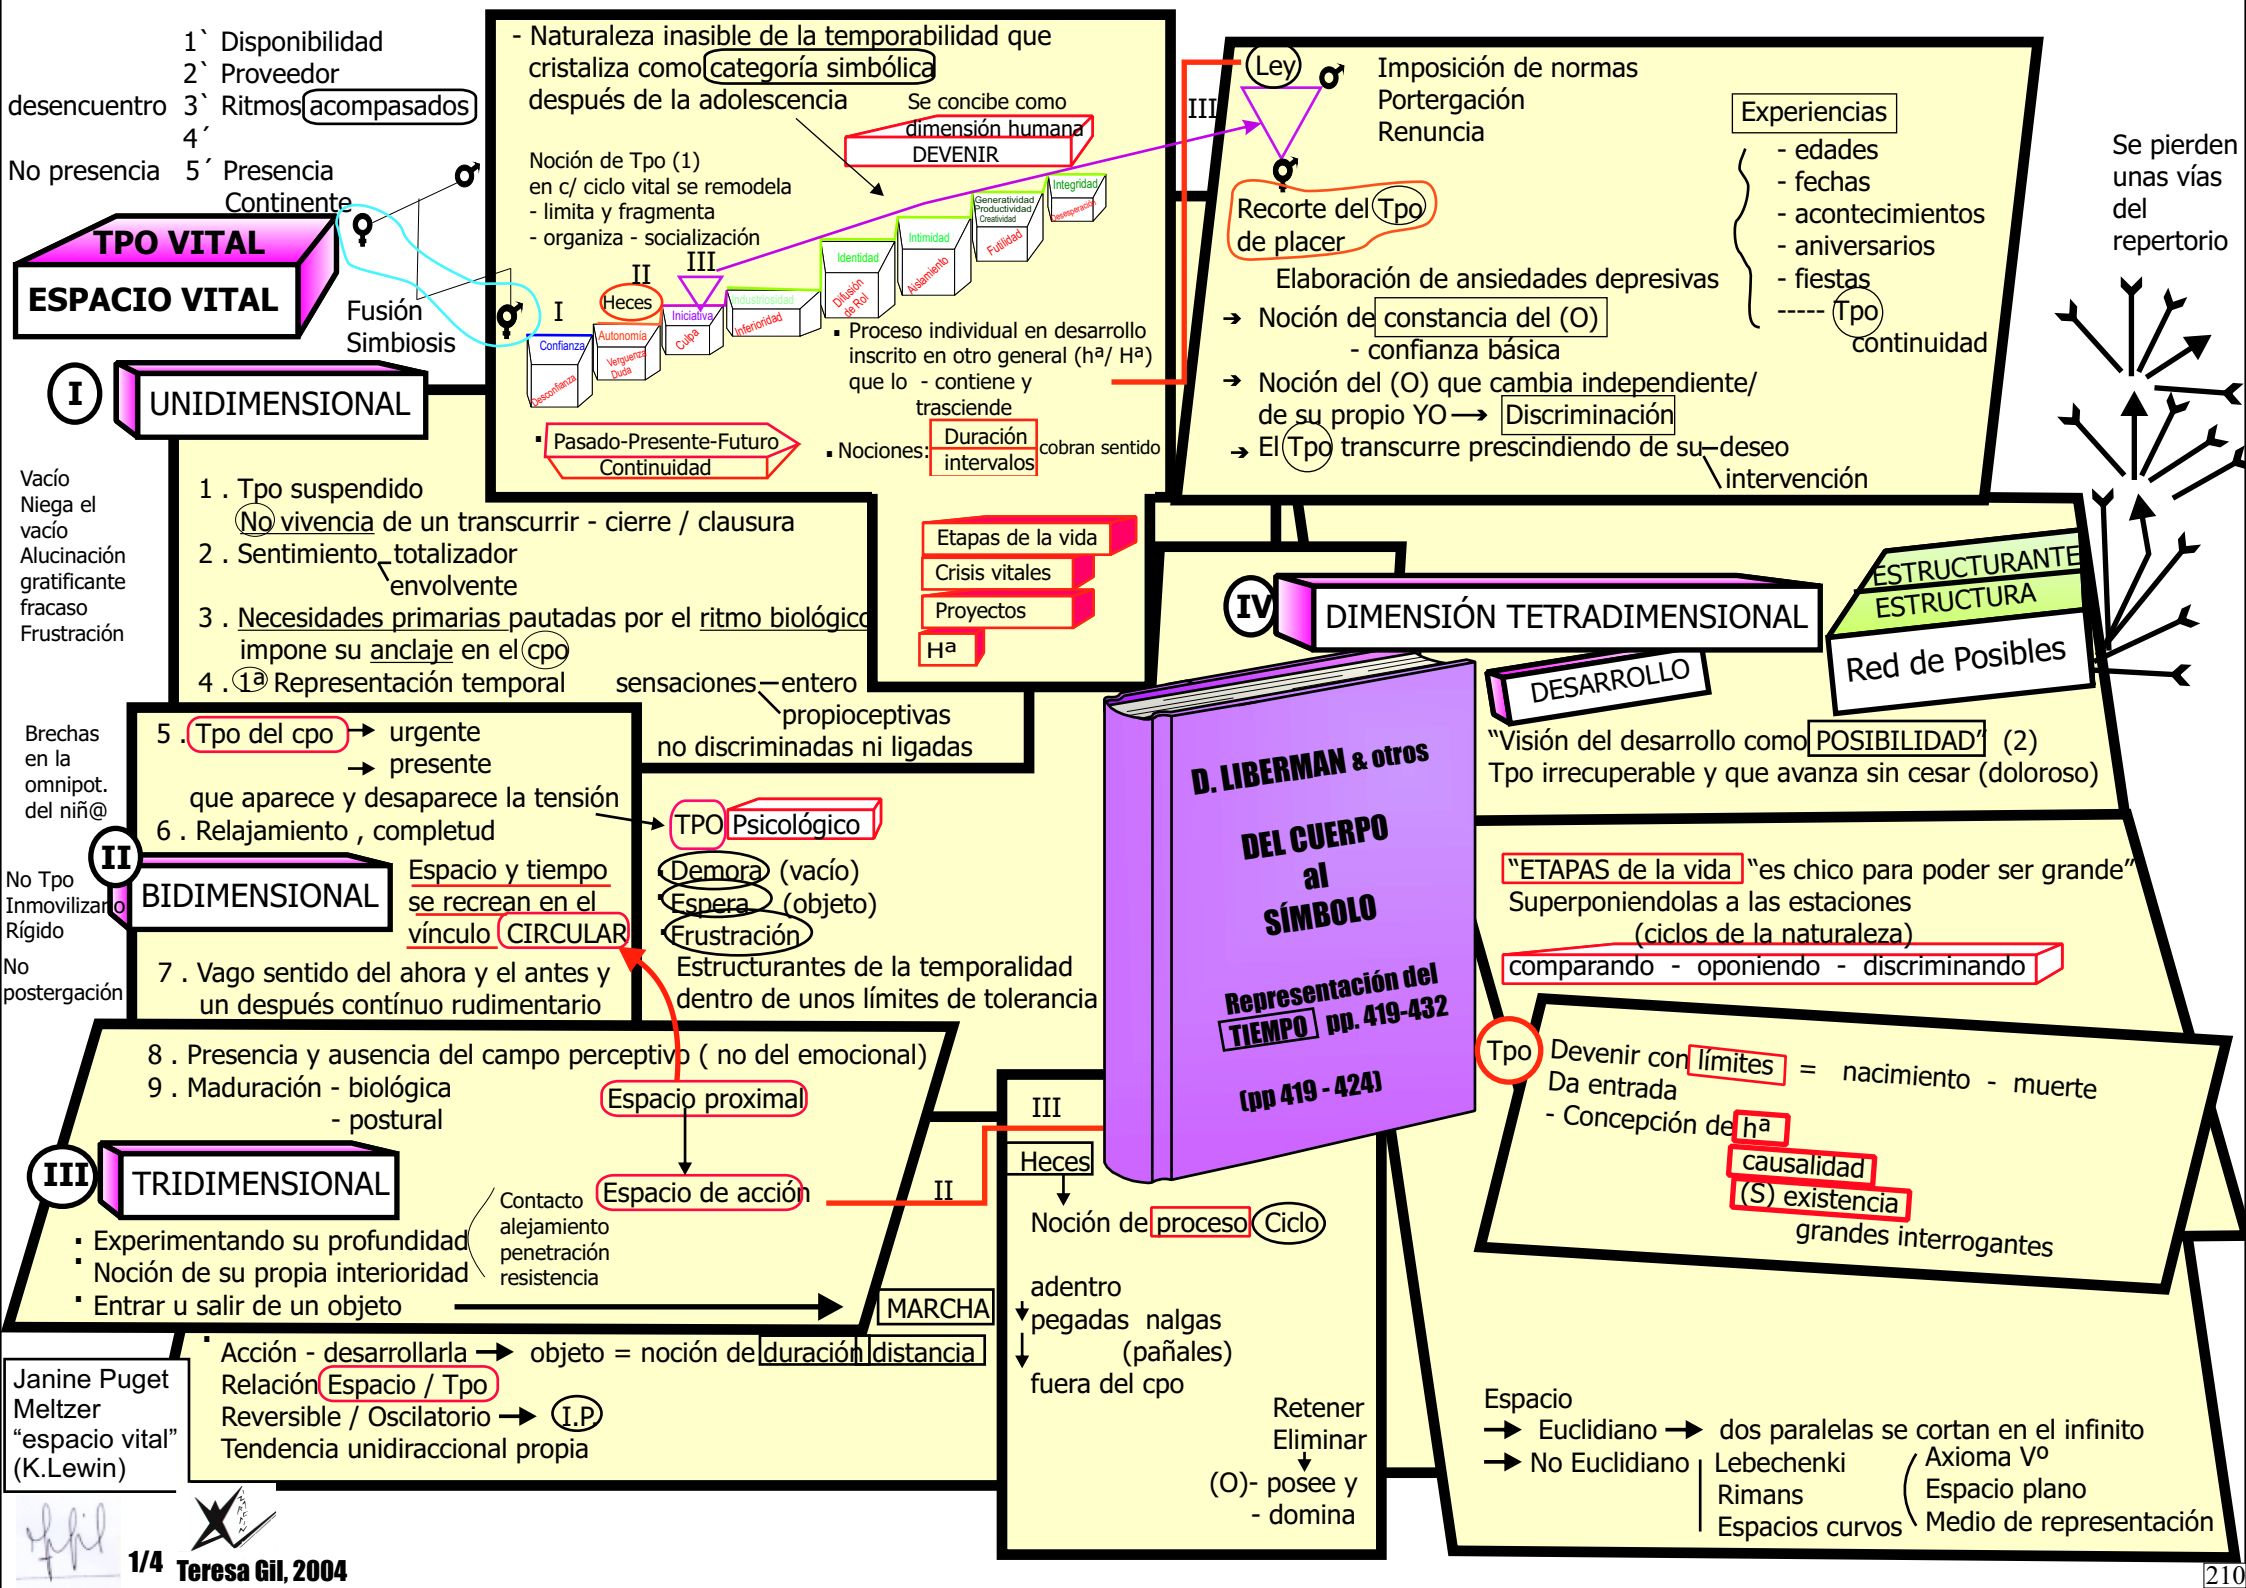 1` Disponibilidad
2` Proveedor
desencuentro 3` Ritmos acompasados
4´
No presencia 5´ Presencia
Continente
TPO VITAL
ESPACIO VITAL
Fusión
Simbiosis
- Naturaleza inasible de la temporabilidad que
cristaliza como categoría simbólica
después de la adolescencia
Se concibe como
dimensión humana
DEVENIR
Noción de Tpo (1)
en c/ ciclo vital se remodela
- limita y fragmenta
- organiza - socialización
I
II
III
Heces
Confianza
Desconfianza
Autonomía
Verguenza
Duda
Iniciativa
Culpa
Industriosidad
Inferioridad
Identidad
Difusión
de Rol
Intimidad
Aislamiento
Generatividad
Productividad
Creatividad
Futilidad
Integridad
Desesperación
▪ Proceso individual en desarrollo
inscrito en otro general (hª/ Hª)
que lo - contiene y
trasciende
▪ Pasado-Presente-Futuro
Continuidad
▪ Nociones: Duración
intervalos
cobran sentido
Etapas de la vida
Crisis vitales
Proyectos
Hª
III
Ley
Imposición de normas
Portergación
Renuncia
Recorte del Tpo
de placer
Experiencias
- edades
- fechas
- acontecimientos
- aniversarios
- fiestas
----- Tpo
continuidad
Elaboración de ansiedades depresivas
➔ Noción de constancia del (O)
- confianza básica
➔ Noción del (O) que cambia independiente/
de su propio YO → Discriminación
➔ El Tpo transcurre prescindiendo de su deseo
intervención
Se pierden
unas vías
del
repertorio
I
UNIDIMENSIONAL
Vacío
Niega el
vacío
Alucinación
gratificante
fracaso
Frustración
1 . Tpo suspendido
No vivencia de un transcurrir - cierre / clausura
2 . Sentimiento totalizador
envolvente
3 . Necesidades primarias pautadas por el ritmo biológico
impone su anclaje en el cpo
4 . 1ª Representación temporal sensaciones entero
propioceptivas
no discriminadas ni ligadas
Brechas
en la
omnipot.
del niñ@
5 . Tpo del cpo → urgente
→ presente
que aparece y desaparece la tensión
6 . Relajamiento , completud
TPO Psicológico
▪ Demora (vacío)
▪ Espera (objeto)
▪ Frustración
Estructurantes de la temporalidad
dentro de unos límites de tolerancia
II
BIDIMENSIONAL
No Tpo
Inmovilizarlo
Rígido
No
postergación
Espacio y tiempo
se recrean en el
vínculo CIRCULAR
7 . Vago sentido del ahora y el antes y
un después contínuo rudimentario
8 . Presencia y ausencia del campo perceptivo ( no del emocional)
9 . Maduración - biológica
- postural
Espacio proximal
Espacio de acción
II
III
TRIDIMENSIONAL
▪ Experimentando su profundidad
▪ Noción de su propia interioridad
▪ Entrar u salir de un objeto
Contacto
alejamiento
penetración
resistencia
MARCHA
▪ Acción - desarrollarla → objeto = noción de duración distancia
Relación Espacio / Tpo
Reversible / Oscilatorio → I.P.
Tendencia unidiraccional propia
Janine Puget
Meltzer
“espacio vital”
(K.Lewin)
1/4 Teresa Gil, 2004
III
Heces
Noción de proceso Ciclo
adentro
pegadas nalgas
(pañales)
fuera del cpo
Retener
Eliminar
(O)- posee y
- domina
D. LIBERMAN & otros
DEL CUERPO
al
SÍMBOLO
Representación del
TIEMPO pp. 419-432
(pp 419 - 424)
IV
DIMENSIÓN TETRADIMENSIONAL
DESARROLLO
ESTRUCTURANTE
ESTRUCTURA
Red de Posibles
“Visión del desarrollo como POSIBILIDAD” (2)
Tpo irrecuperable y que avanza sin cesar (doloroso)
“ETAPAS de la vida “es chico para poder ser grande”
Superponiendolas a las estaciones
(ciclos de la naturaleza)
comparando - oponiendo - discriminando
Tpo
Devenir con límites = nacimiento - muerte
Da entrada
- Concepción de hª
causalidad
(S) existencia
grandes interrogantes
Espacio
→ Euclidiano → dos paralelas se cortan en el infinito
→ No Euclidiano
Lebechenki
Rimans
Espacios curvos
Axioma Vº
Espacio plano
Medio de representación
210